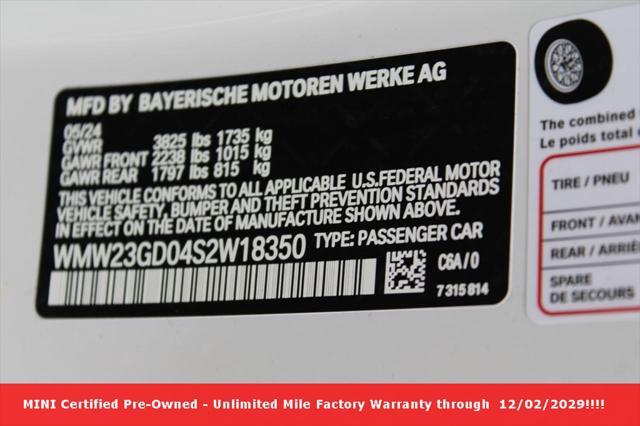 MFD BY BAYERISCHE MOTOREN WERKE AG
05/24
GVWR 3825 lbs 1735 kg
GAWR FRONT 2238 lbs 1015 kg
GAWR REAR 1797 lbs 815 kg
THIS VEHICLE CONFORMS TO ALL APPLICABLE U.S.FEDERAL MOTOR
VEHICLE SAFETY, BUMPER AND THEFT PREVENTION STANDARDS
IN EFFECT ON THE DATE OF MANUFACTURE SHOWN ABOVE.
WMW23GD04S2W18350 TYPE: PASSENGER CAR
C6A/0
7315814
The combined
Le poids total
TIRE / PNEU
FRONT / AVAN
REAR / ARRIÈ
SPARE
DE SECOURS
MINI Certified Pre-Owned - Unlimited Mile Factory Warranty through 12/02/2029!!!!